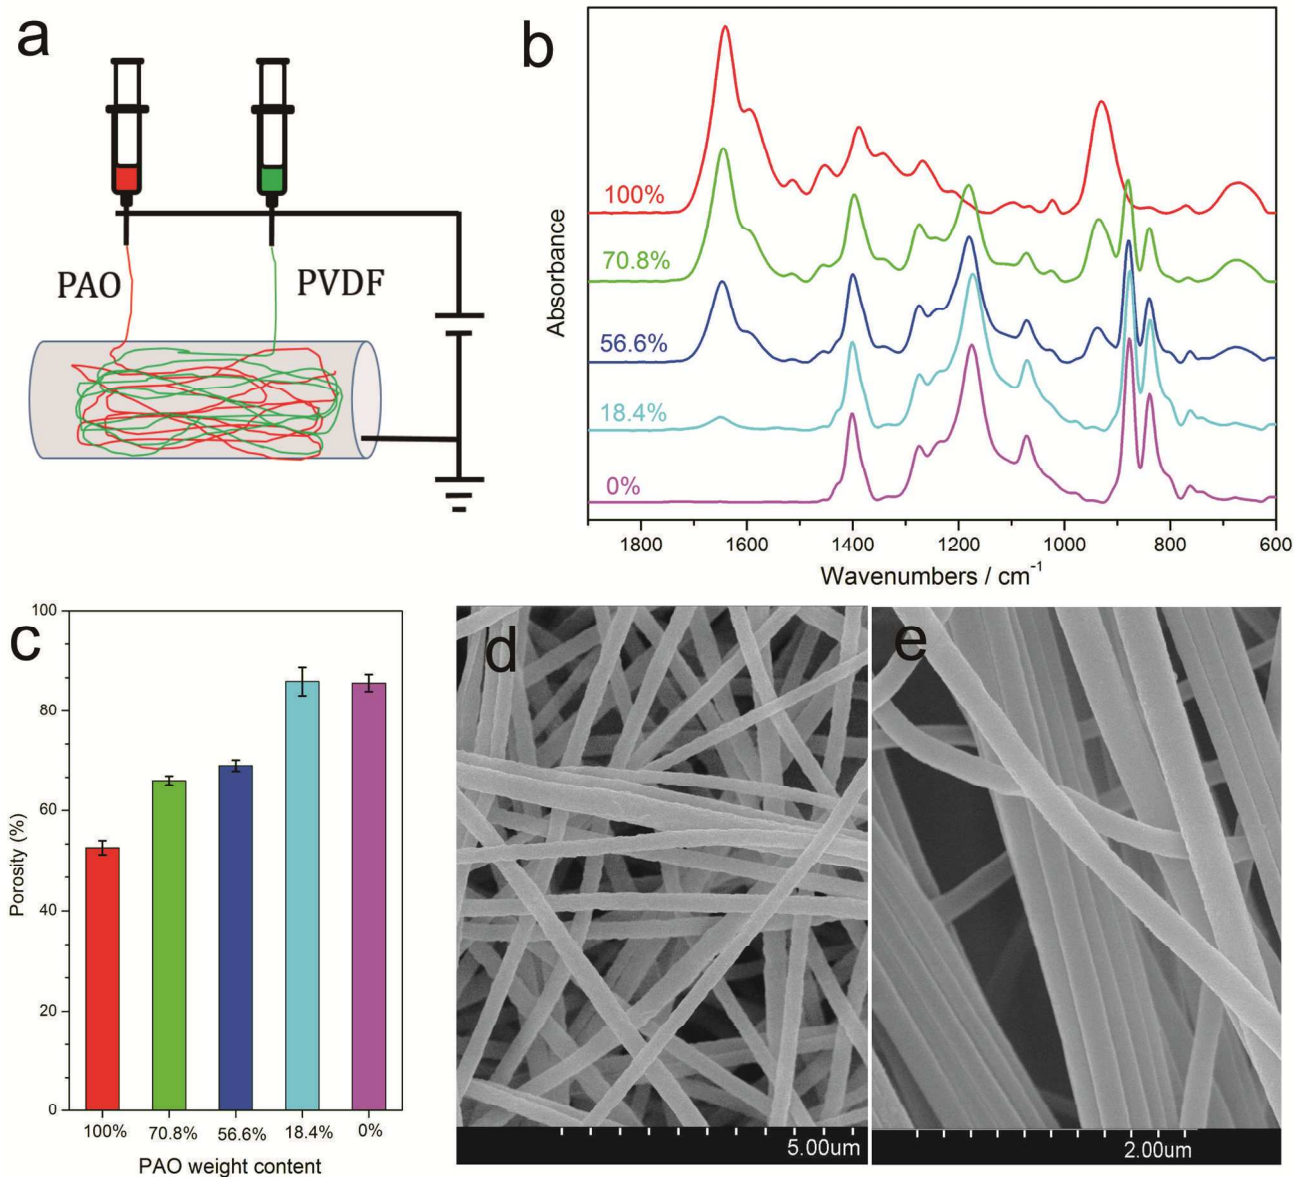 a
PAO
PVDF
b
100%
70.8%
56.6%
18.4%
0%
Absorbance
1800 1600 1400 1200 1000 800 600
Wavenumbers / cm⁻¹
c
100
80
60
40
20
0
Porosity (%)
100% 70.8% 56.6% 18.4% 0%
PAO weight content
d
5.00um
e
2.00um